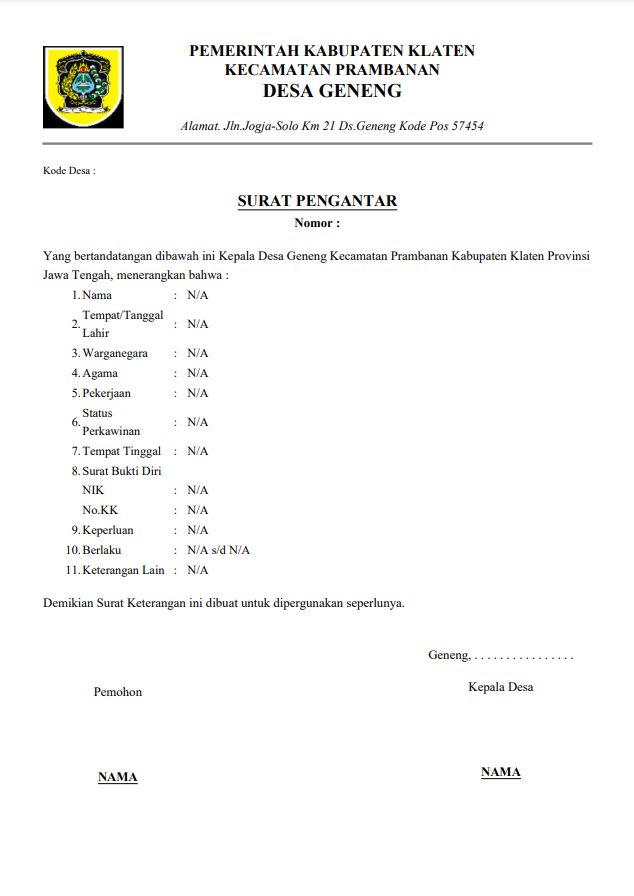 PEMERINTAH KABUPATEN KLATEN
KECAMATAN PRAMBANAN
DESA GENENG
Alamat. Jln.Jogja-Solo Km 21 Ds.Geneng Kode Pos 57454
Kode Desa :
SURAT PENGANTAR
Nomor :
Yang bertandatangan dibawah ini Kepala Desa Geneng Kecamatan Prambanan Kabupaten Klaten Provinsi
Jawa Tengah, menerangkan bahwa :
1. Nama : N/A
2. Tempat/Tanggal
Lahir : N/A
3. Warganegara : N/A
4. Agama : N/A
5. Pekerjaan : N/A
6. Status
Perkawinan : N/A
7. Tempat Tinggal : N/A
8. Surat Bukti Diri
NIK : N/A
No.KK : N/A
9. Keperluan : N/A
10. Berlaku : N/A s/d N/A
11. Keterangan Lain : N/A
Demikian Surat Keterangan ini dibuat untuk dipergunakan seperlunya.
Geneng, . . . . . . . . . . . . . . . .
Kepala Desa
Pemohon
NAMA
NAMA